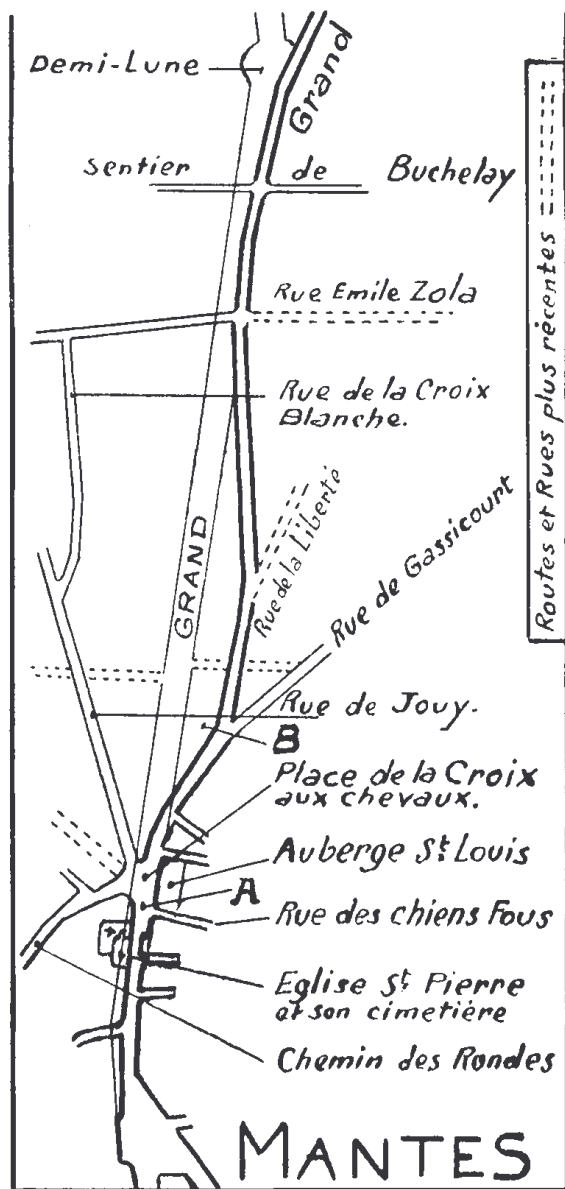 Demi-Lune
Grand
Sentier de Buchelay
Rue Emile Zola
Rue de la Croix
Blanche.
Routes et Rues plus récentes
GRAND
Rue de la Liberté
Rue de Gassicourt
Rue de Jouy.
B
Place de la Croix
aux chevaux.
Auberge St Louis
A
Rue des chiens Fous
Eglise St Pierre
et son cimetière
Chemin des Rondes
MANTES